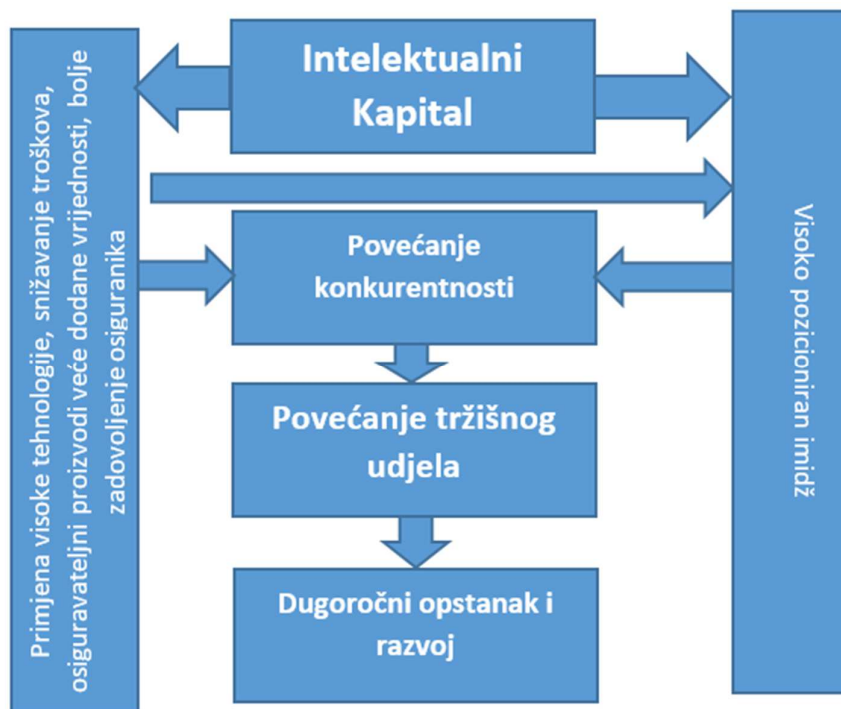 Intelektualni
Kapital
Primjena visoke tehnologije, snižavanje troškova,
osiguravateljni proizvodi veće dodane vrijednosti, bolje
zadovoljenje osiguranika
Povećanje
konkurentnosti
Visoko pozicioniran imidž
Povećanje tržišnog
udjela
Dugoročni opstanak i
razvoj